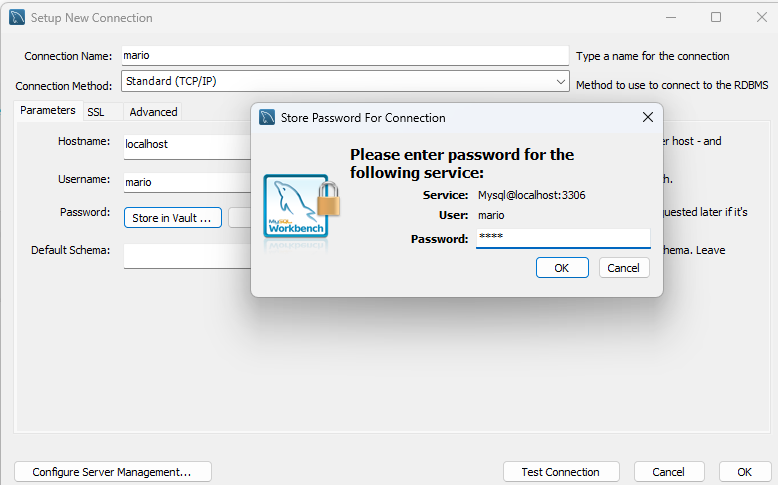 Setup New Connection
Connection Name: mario Type a name for the connection
Connection Method: Standard (TCP/IP) Method to use to connect to the RDBMS
Parameters SSL Advanced
Store Password For Connection
Hostname: localhost er host - and
Please enter password for the
following service:
Username: mario h.
Service: Mysql@localhost:3306
Password: Store in Vault ... quested later if it's
User: mario
Password: ****
Default Schema: hema. Leave
MySQL
Workbench
OK Cancel
Configure Server Management... Test Connection Cancel OK